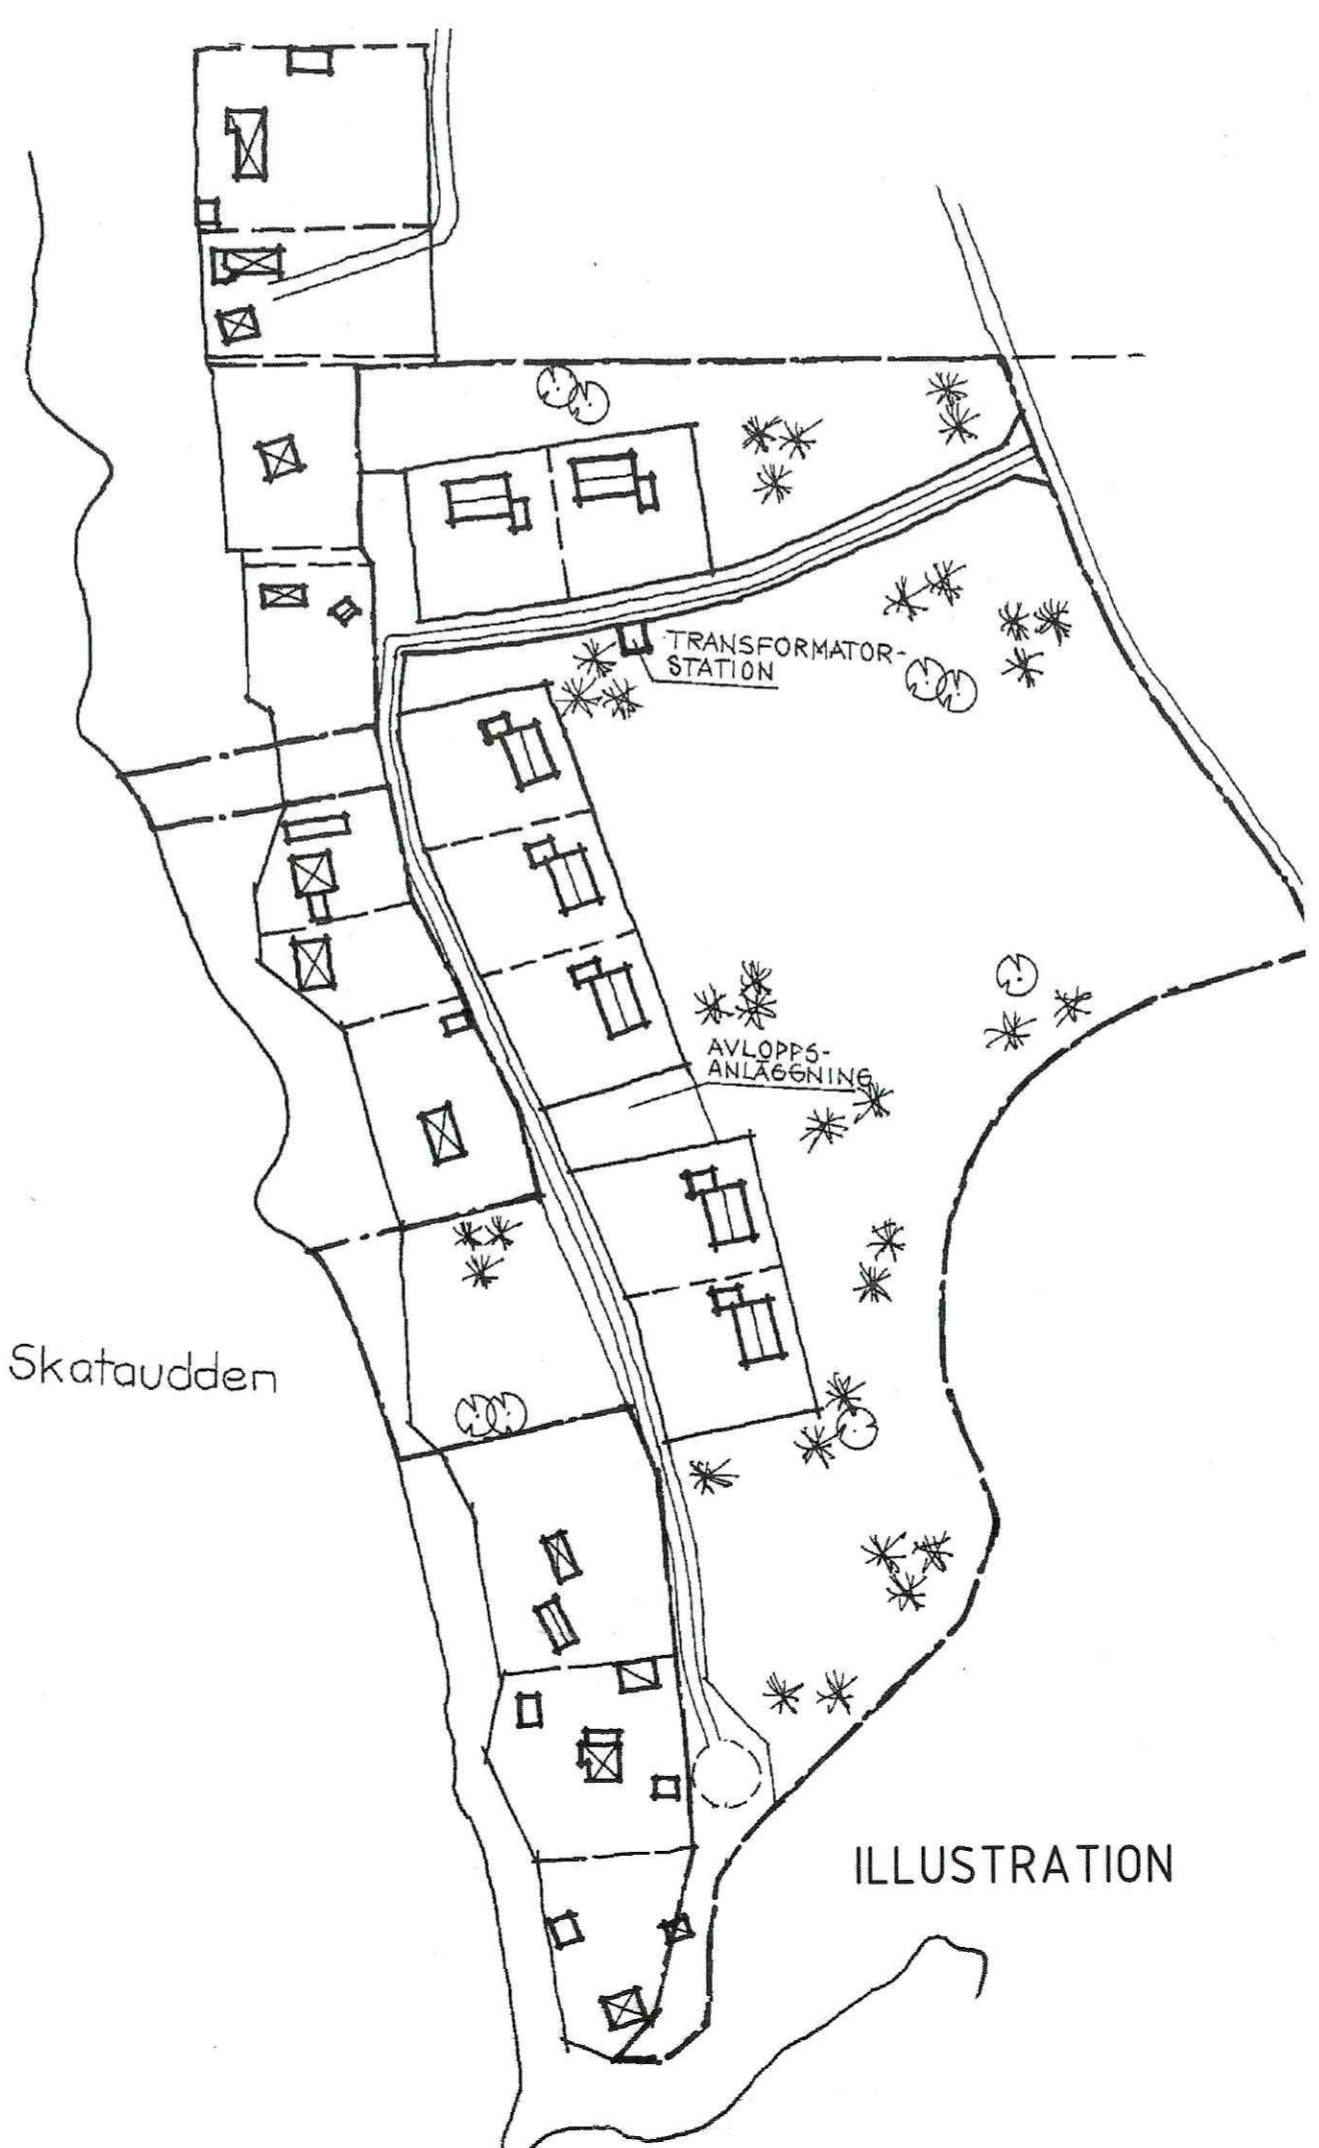 TRANSFORMATOR-
STATION
AVLOPPS-
ANLÄGGNING
Skataudden
ILLUSTRATION